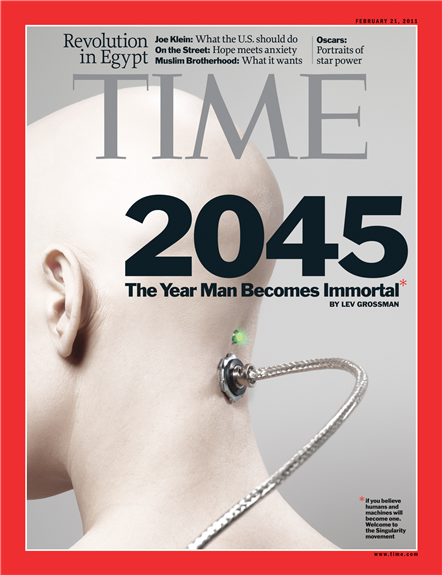 FEBRUARY 21, 2011
Revolution
in Egypt
Joe Klein: What the U.S. should do
On the Street: Hope meets anxiety
Muslim Brotherhood: What it wants
Oscars:
Portraits of
star power
TIME
2045
The Year Man Becomes Immortal*
BY LEV GROSSMAN
*If you believe
humans and
machines will
become one.
Welcome to
the Singularity
movement
www.time.com